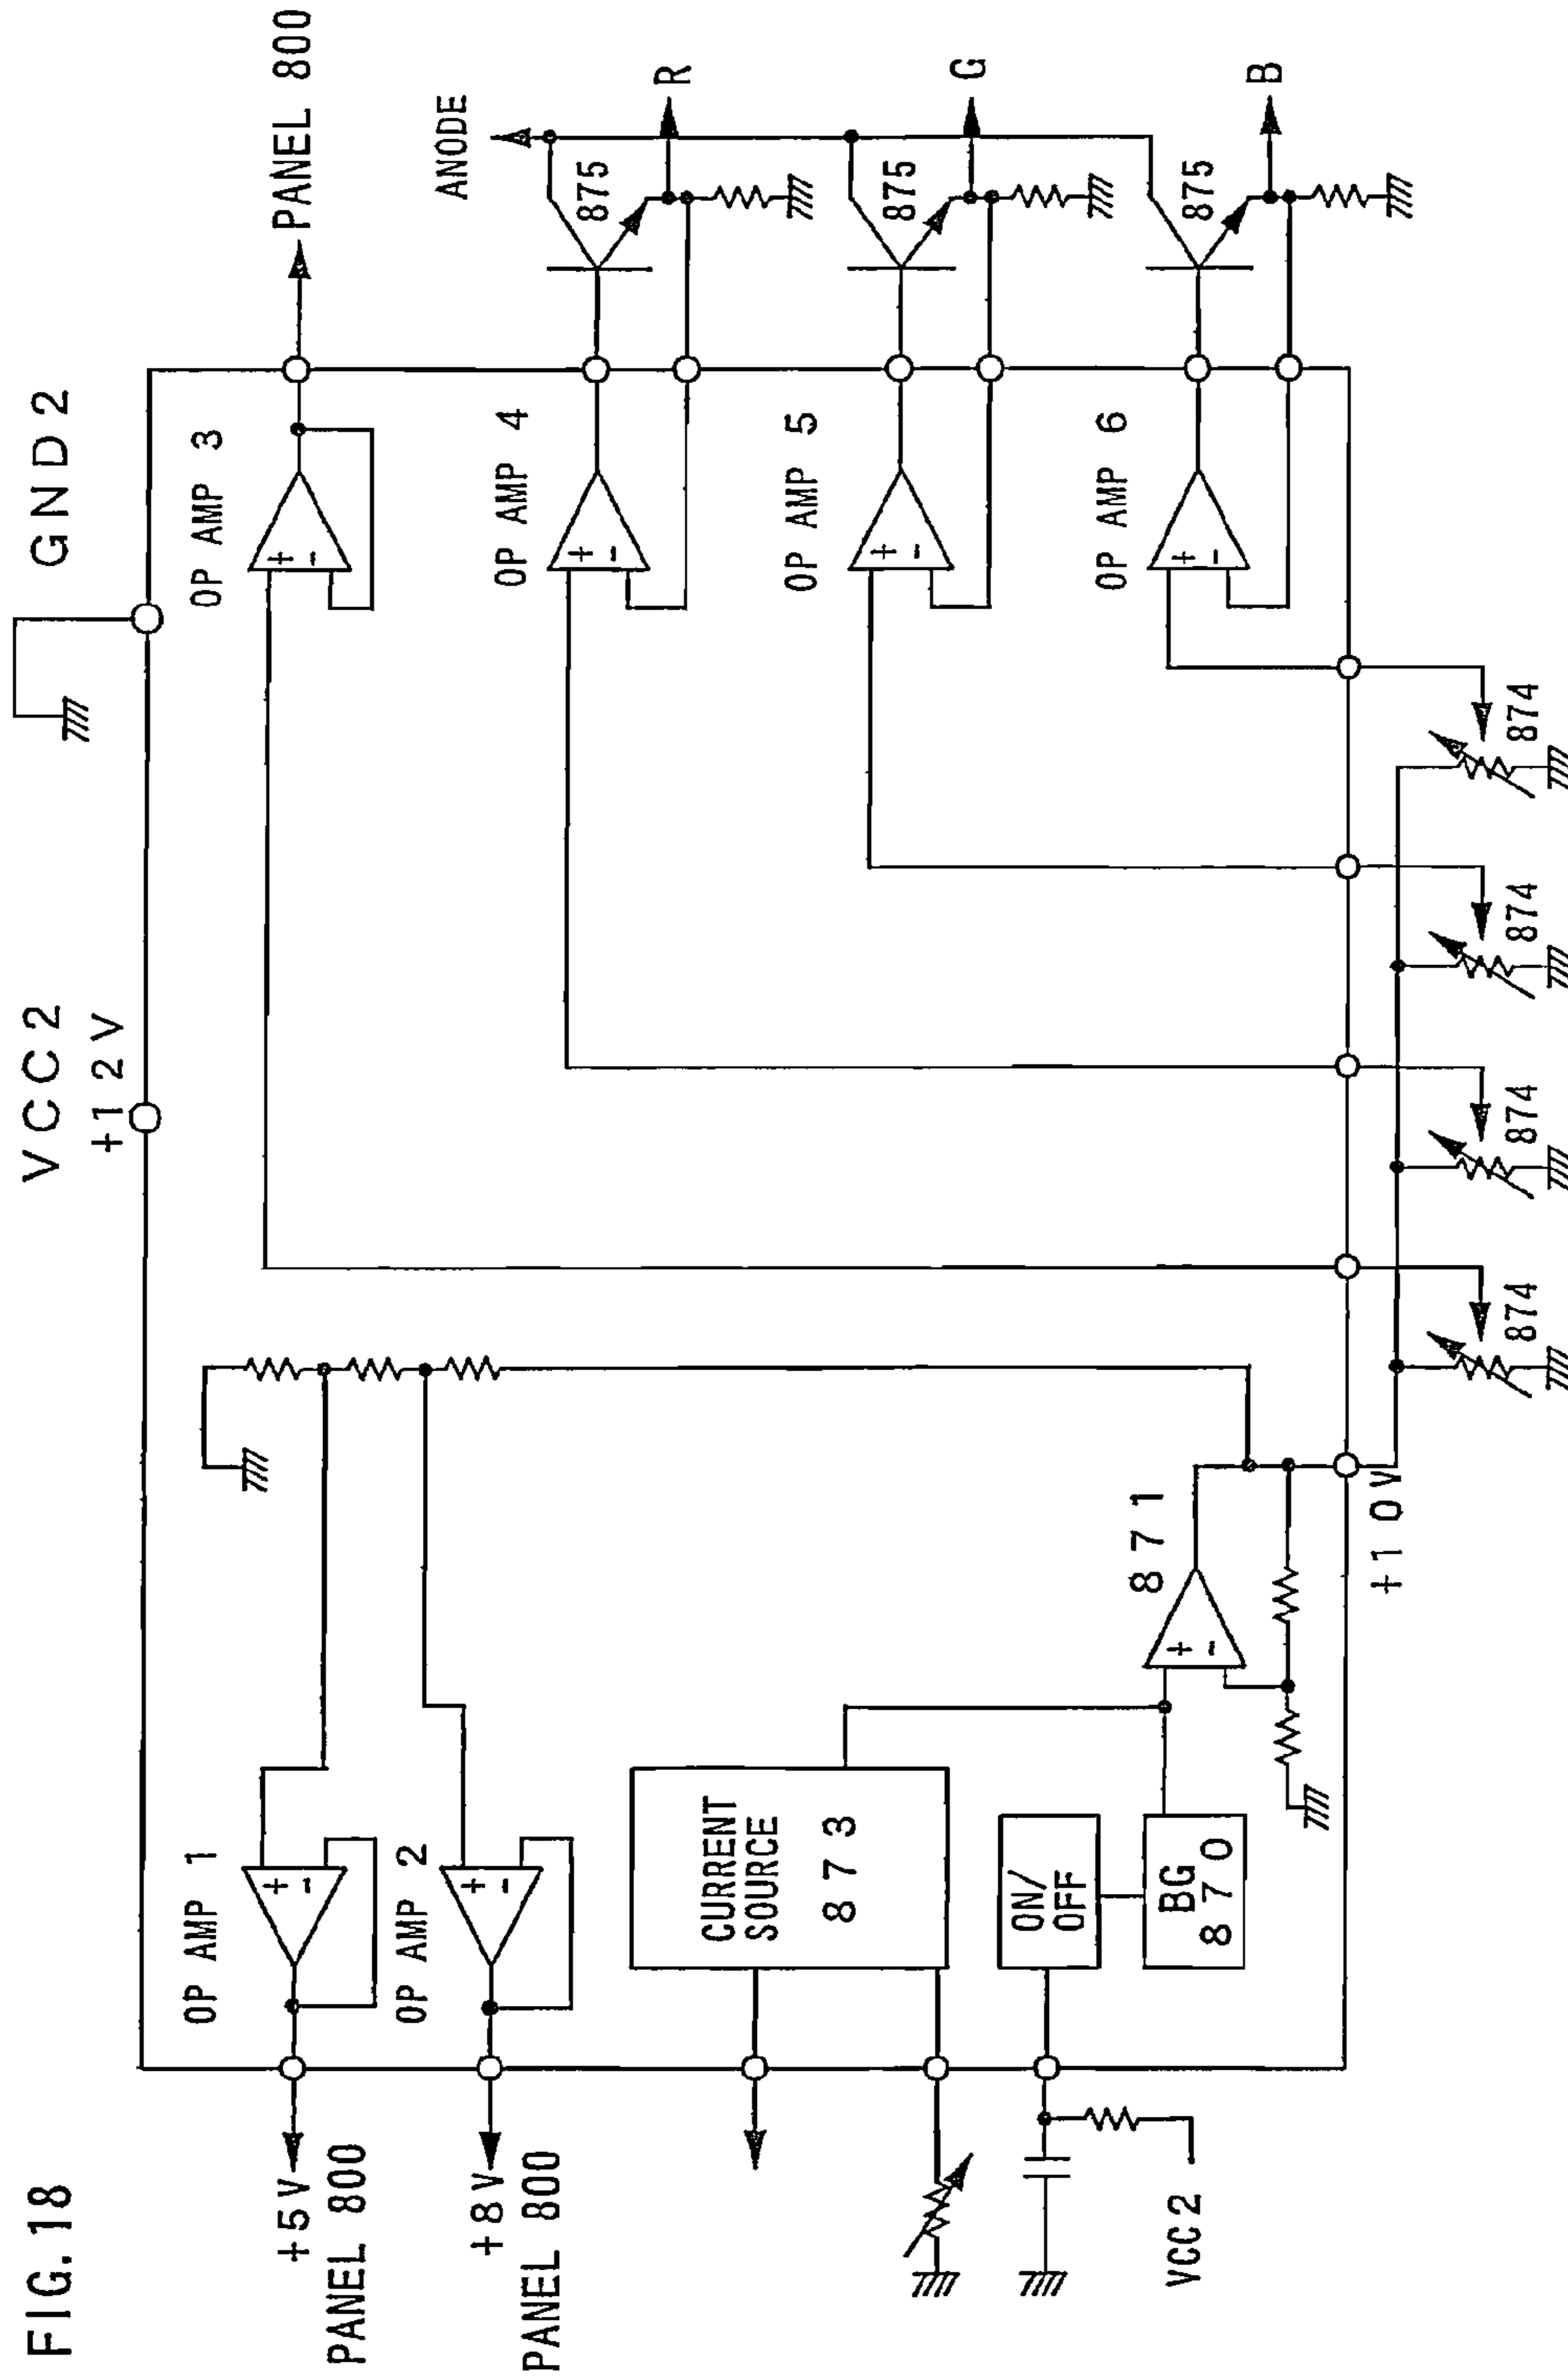 FIG.18
VCC2
+12V
GND2
+5V
PANEL 800
+8V
PANEL 800
OP AMP 1
OP AMP 2
OP AMP 3
PANEL 800
OP AMP 4
OP AMP 5
OP AMP 6
ANODE
875
R
875
G
875
B
CURRENT
SOURCE
873
ON/
OFF
BG
870
871
+10V
VCC2
874
874
874
874
+
-
+
-
+
-
+
-
+
-
+
-
+
-